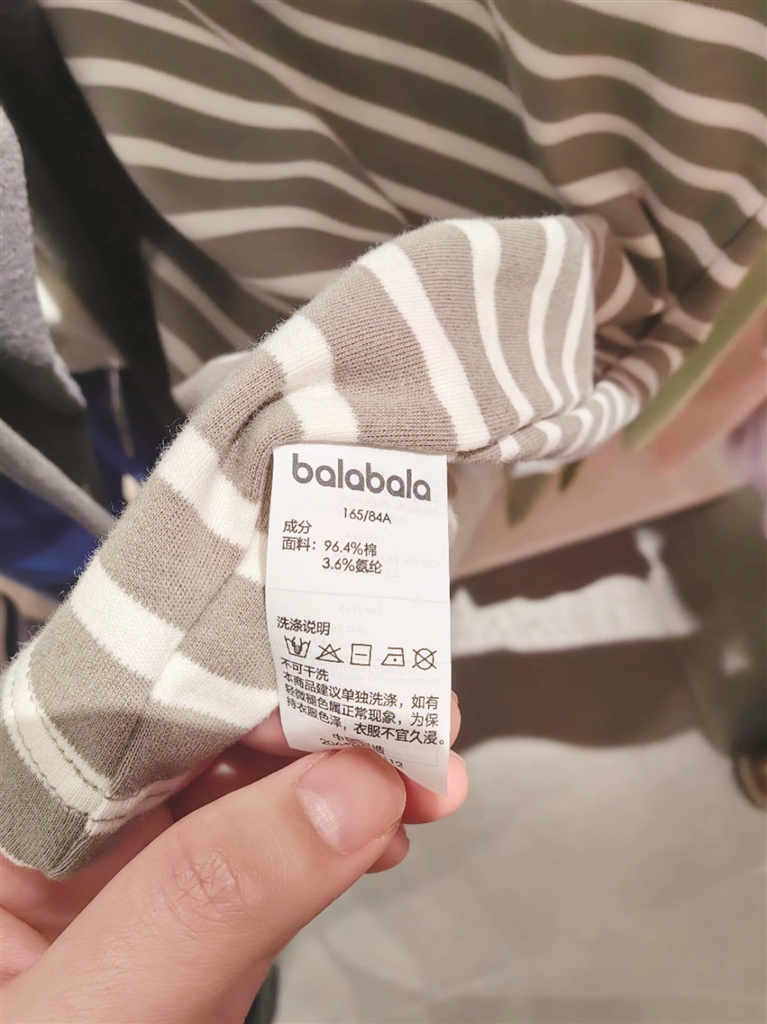 balabala
165/84A
成分
面料：96.4%棉
3.6%氨纶
洗涤说明
不可干洗
本商品建议单独洗涤，如有
轻微褪色属正常现象，为保
持衣服色泽，衣服不宜久浸。